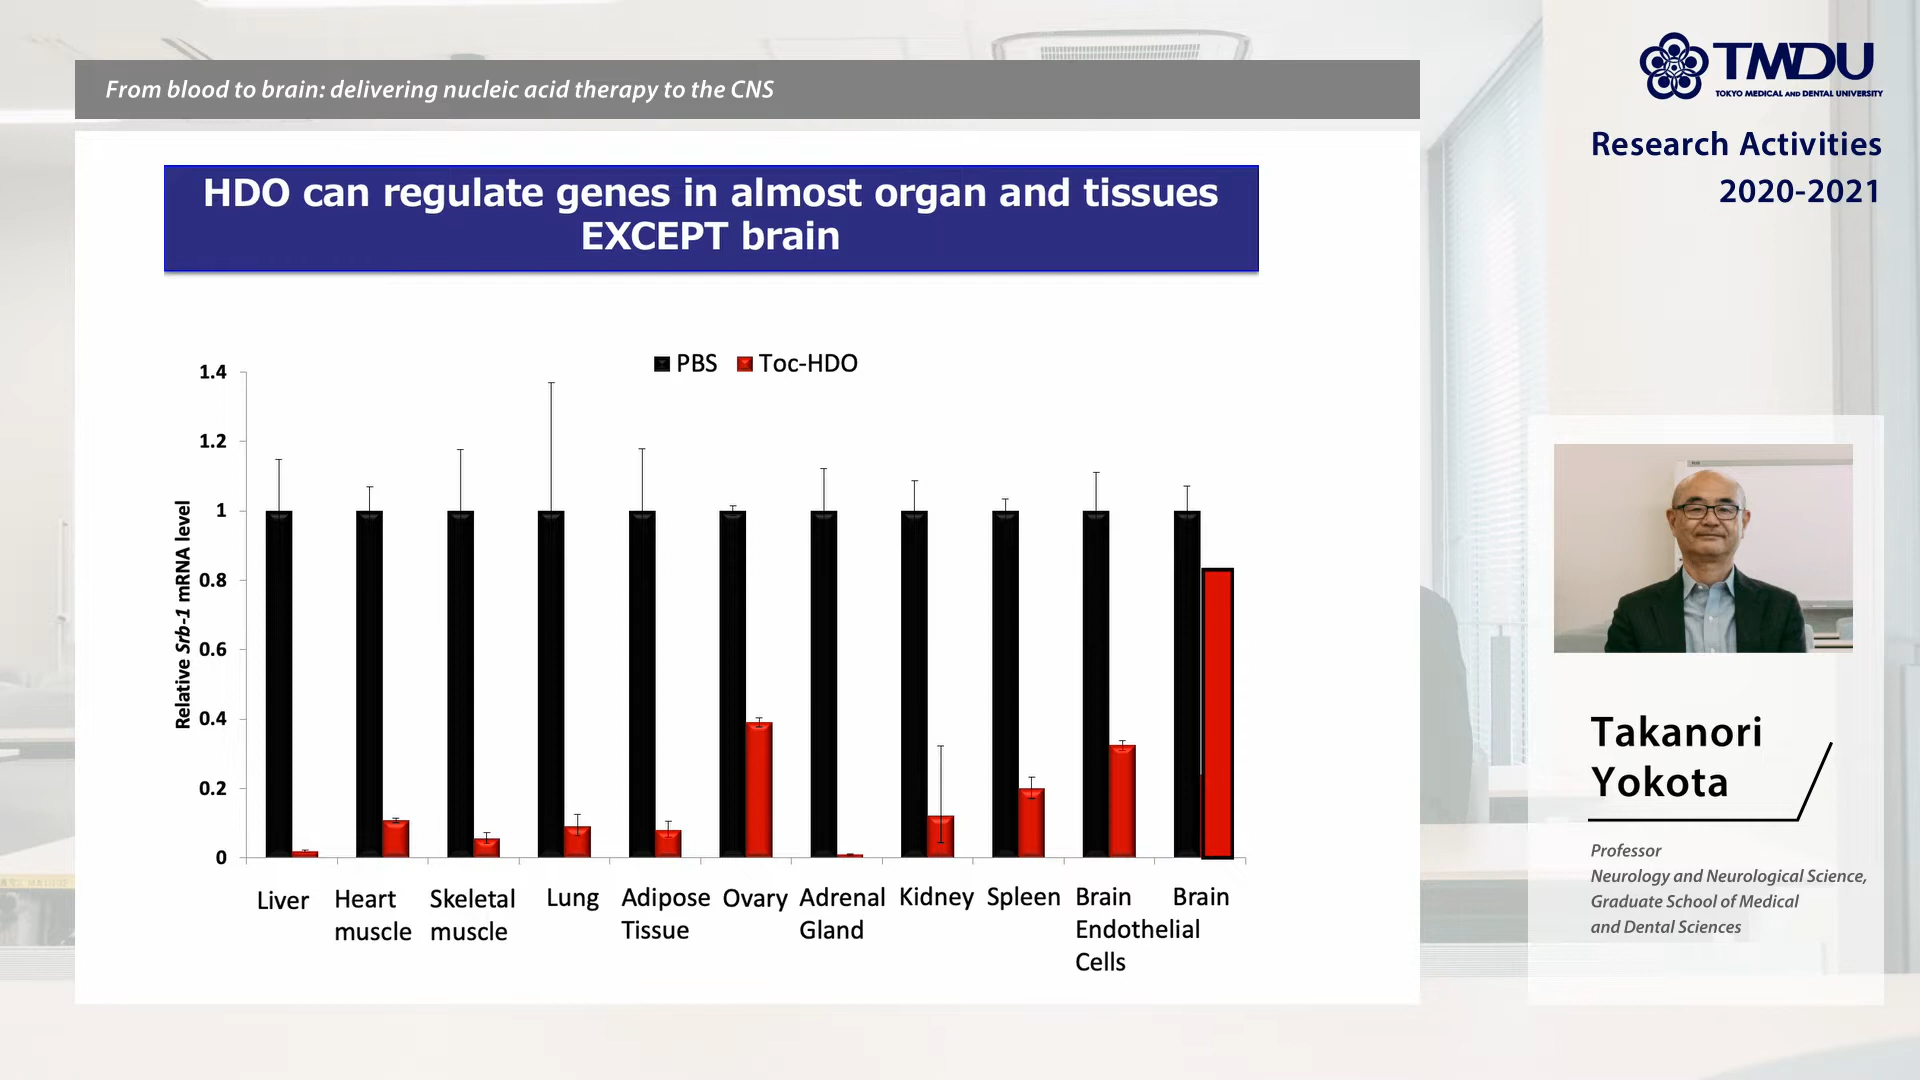 From blood to brain: delivering nucleic acid therapy to the CNS
TMDU
TOKYO MEDICAL AND DENTAL UNIVERSITY
Research Activities
2020-2021
HDO can regulate genes in almost organ and tissues
EXCEPT brain
PBS
Toc-HDO
Relative Srb-1 mRNA level
1.4
1.2
1
0.8
0.6
0.4
0.2
0
Liver
Heart
muscle
Skeletal
muscle
Lung
Adipose
Tissue
Ovary
Adrenal
Gland
Kidney
Spleen
Brain
Endothelial
Cells
Brain
Takanori
Yokota
Professor
Neurology and Neurological Science,
Graduate School of Medical
and Dental Sciences